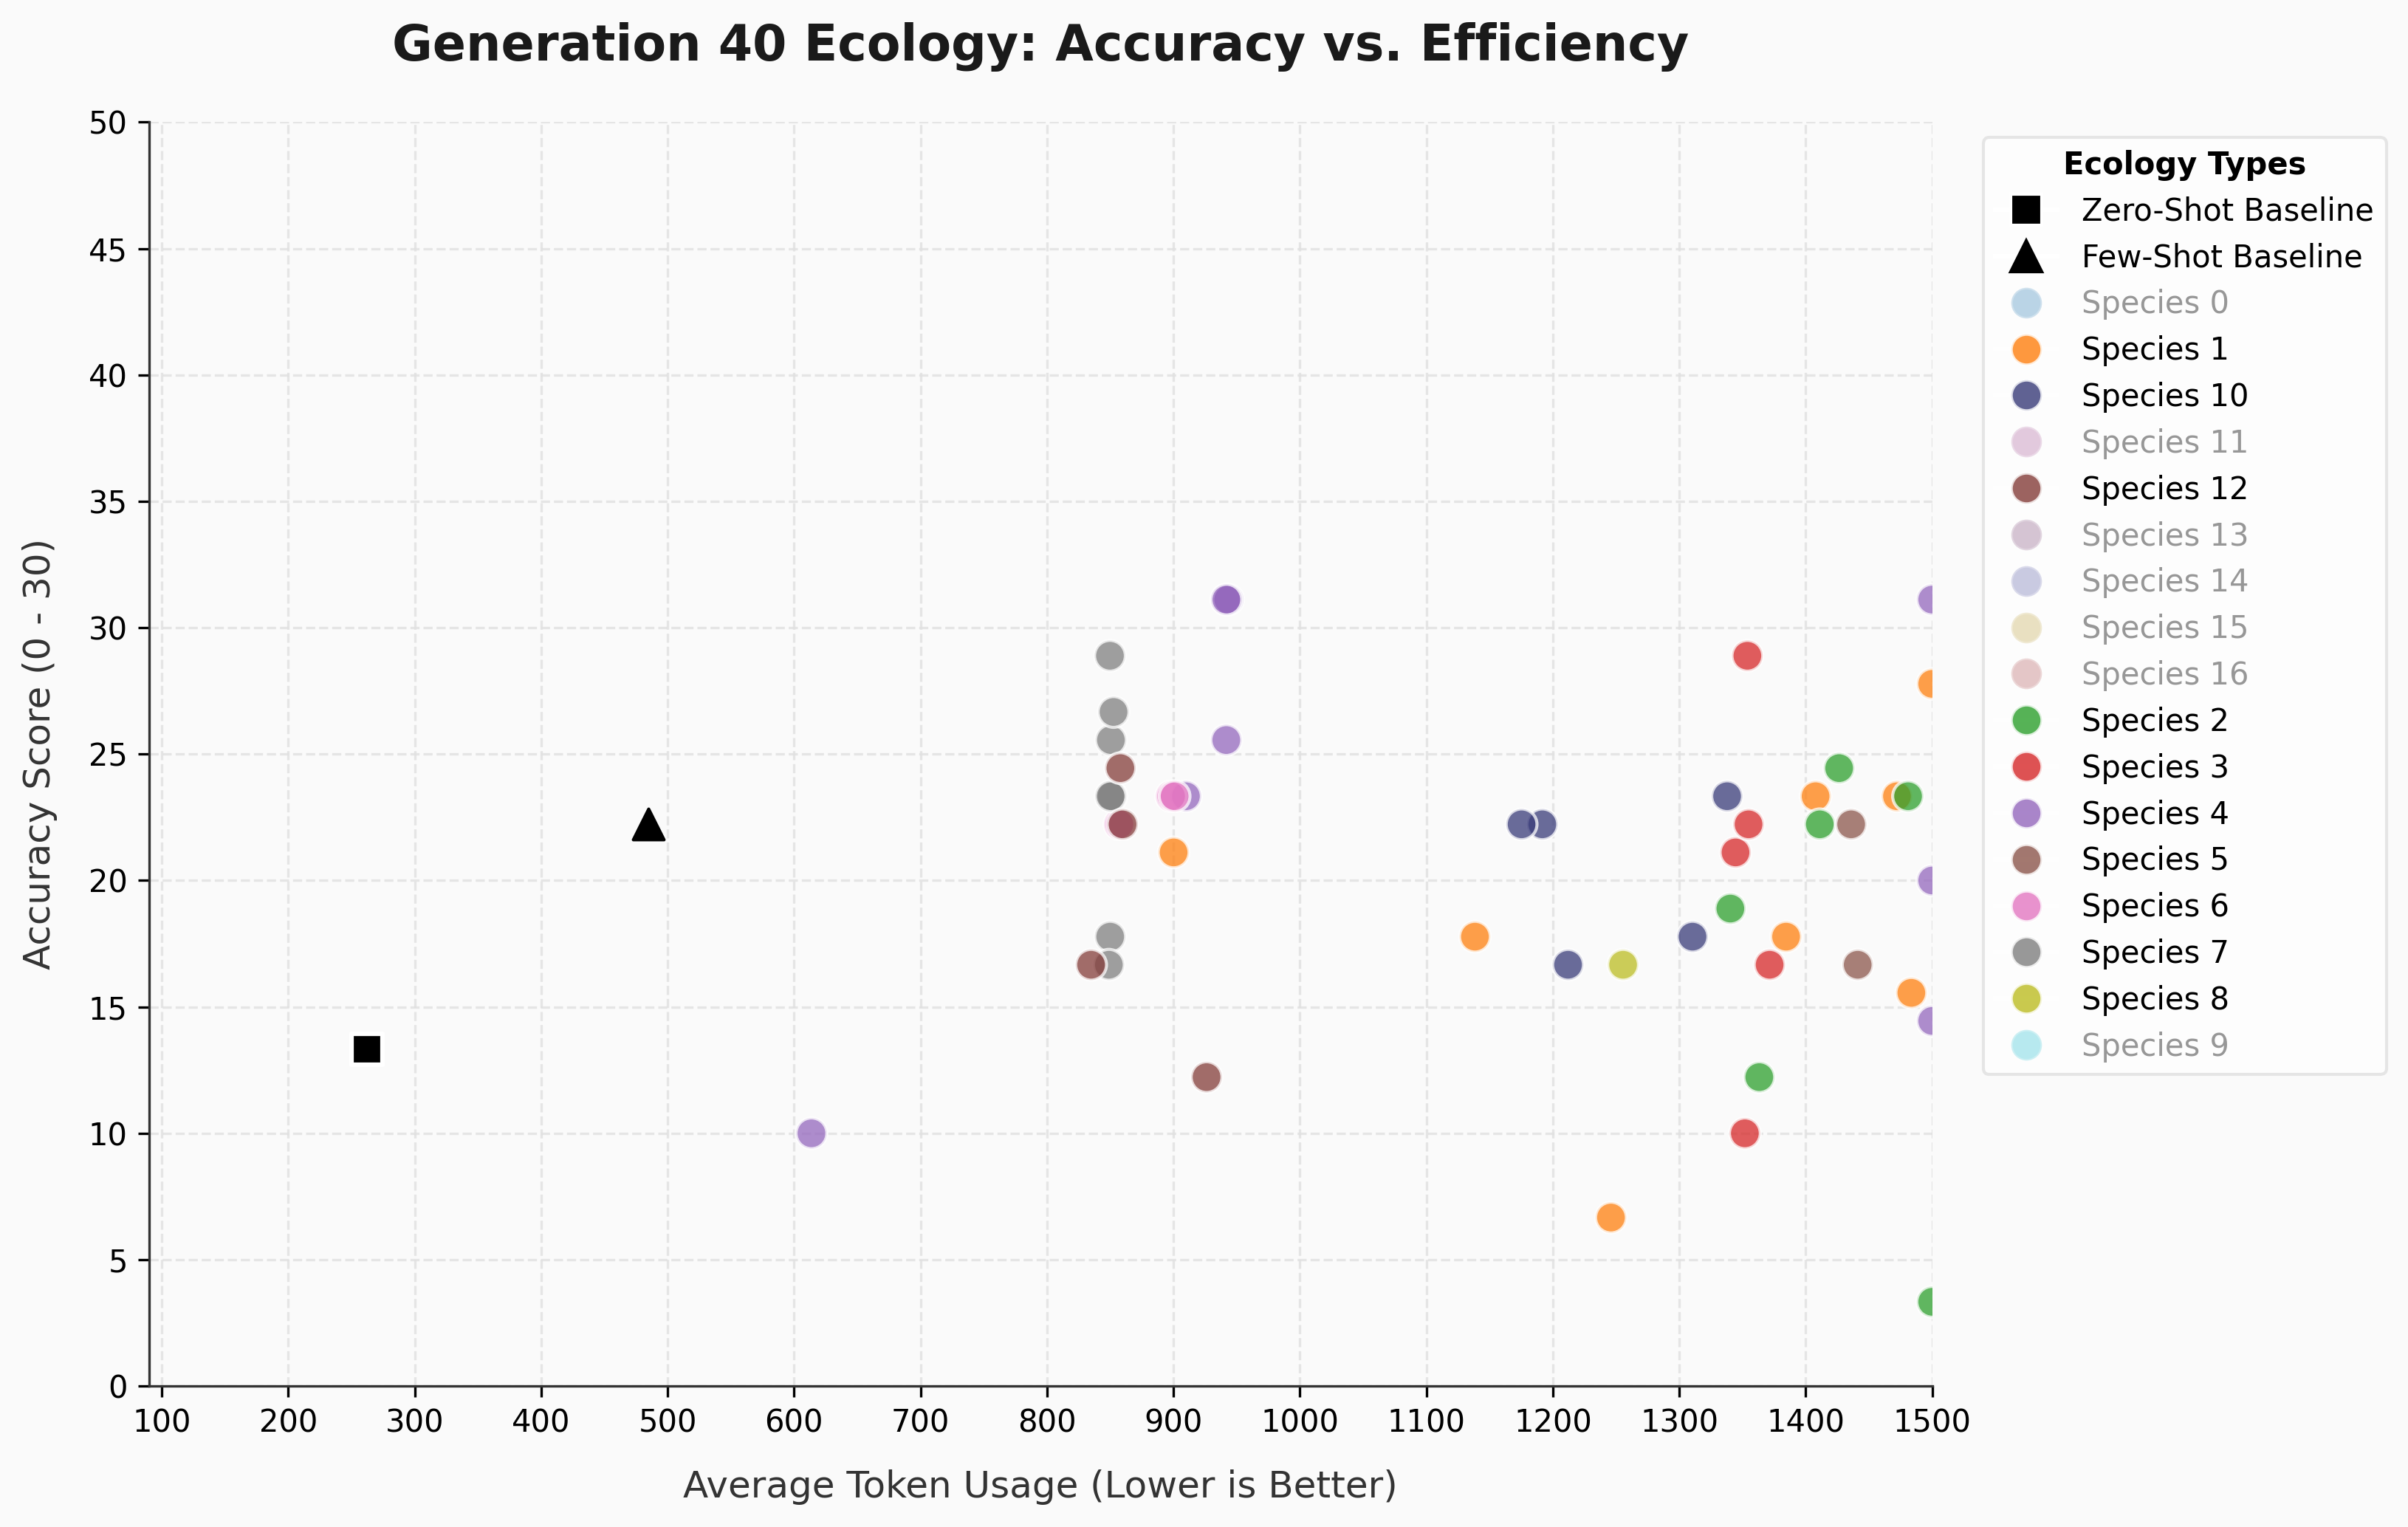 Generation 40 Ecology: Accuracy vs. Efficiency
50
45
40
35
30
25
20
15
10
5
0
Accuracy Score (0 - 30)
100 200 300 400 500 600 700 800 900 1000 1100 1200 1300 1400 1500
Average Token Usage (Lower is Better)
Ecology Types
Zero-Shot Baseline
Few-Shot Baseline
Species 0
Species 1
Species 10
Species 11
Species 12
Species 13
Species 14
Species 15
Species 16
Species 2
Species 3
Species 4
Species 5
Species 6
Species 7
Species 8
Species 9